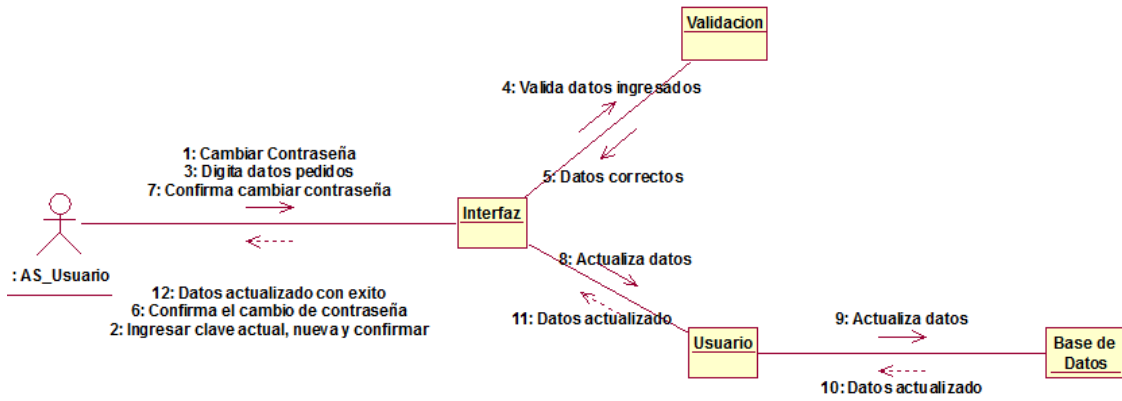 Validacion
4: Valida datos ingresados
1: Cambiar Contraseña
3: Digita datos pedidos
7: Confirma cambiar contraseña
5: Datos correctos
Interfaz
: AS_Usuario
8: Actualiza datos
12: Datos actualizado con exito
6: Confirma el cambio de contraseña
2: Ingresar clave actual, nueva y confirmar
11: Datos actualizado
9: Actualiza datos
Usuario
Base de
Datos
10: Datos actualizado